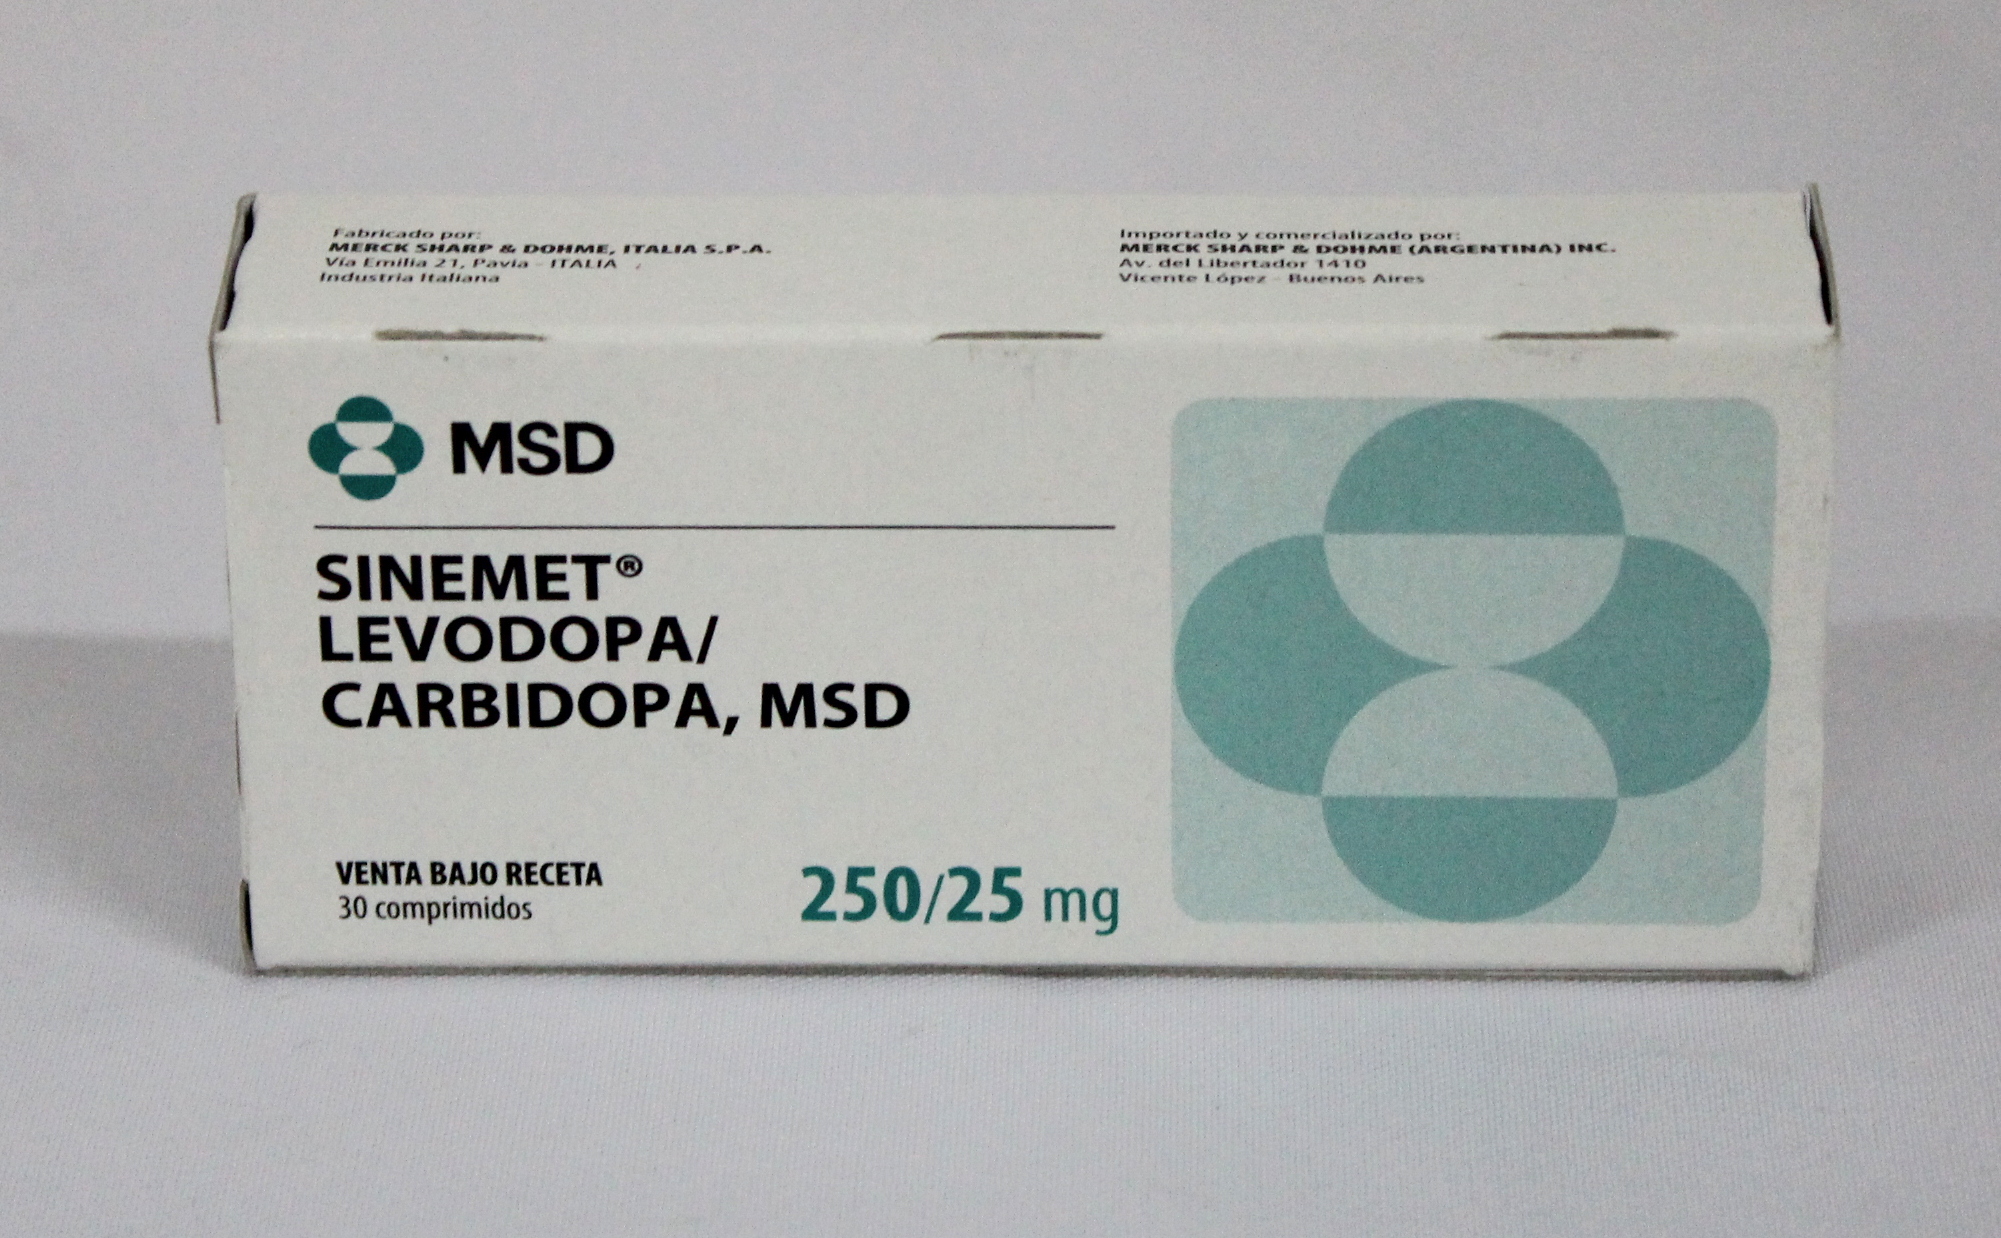 Fabricado por:
MERCK SHARP & DOHME, ITALIA S.P.A.
Vía Emilia 21, Pavia - ITALIA
Industria Italiana
Importado y comercializado por:
MERCK SHARP & DOHME (ARGENTINA) INC.
Av. del Libertador 1410
Vicente López - Buenos Aires
MSD
SINEMET®
LEVODOPA/
CARBIDOPA, MSD
VENTA BAJO RECETA
30 comprimidos
250/25 mg